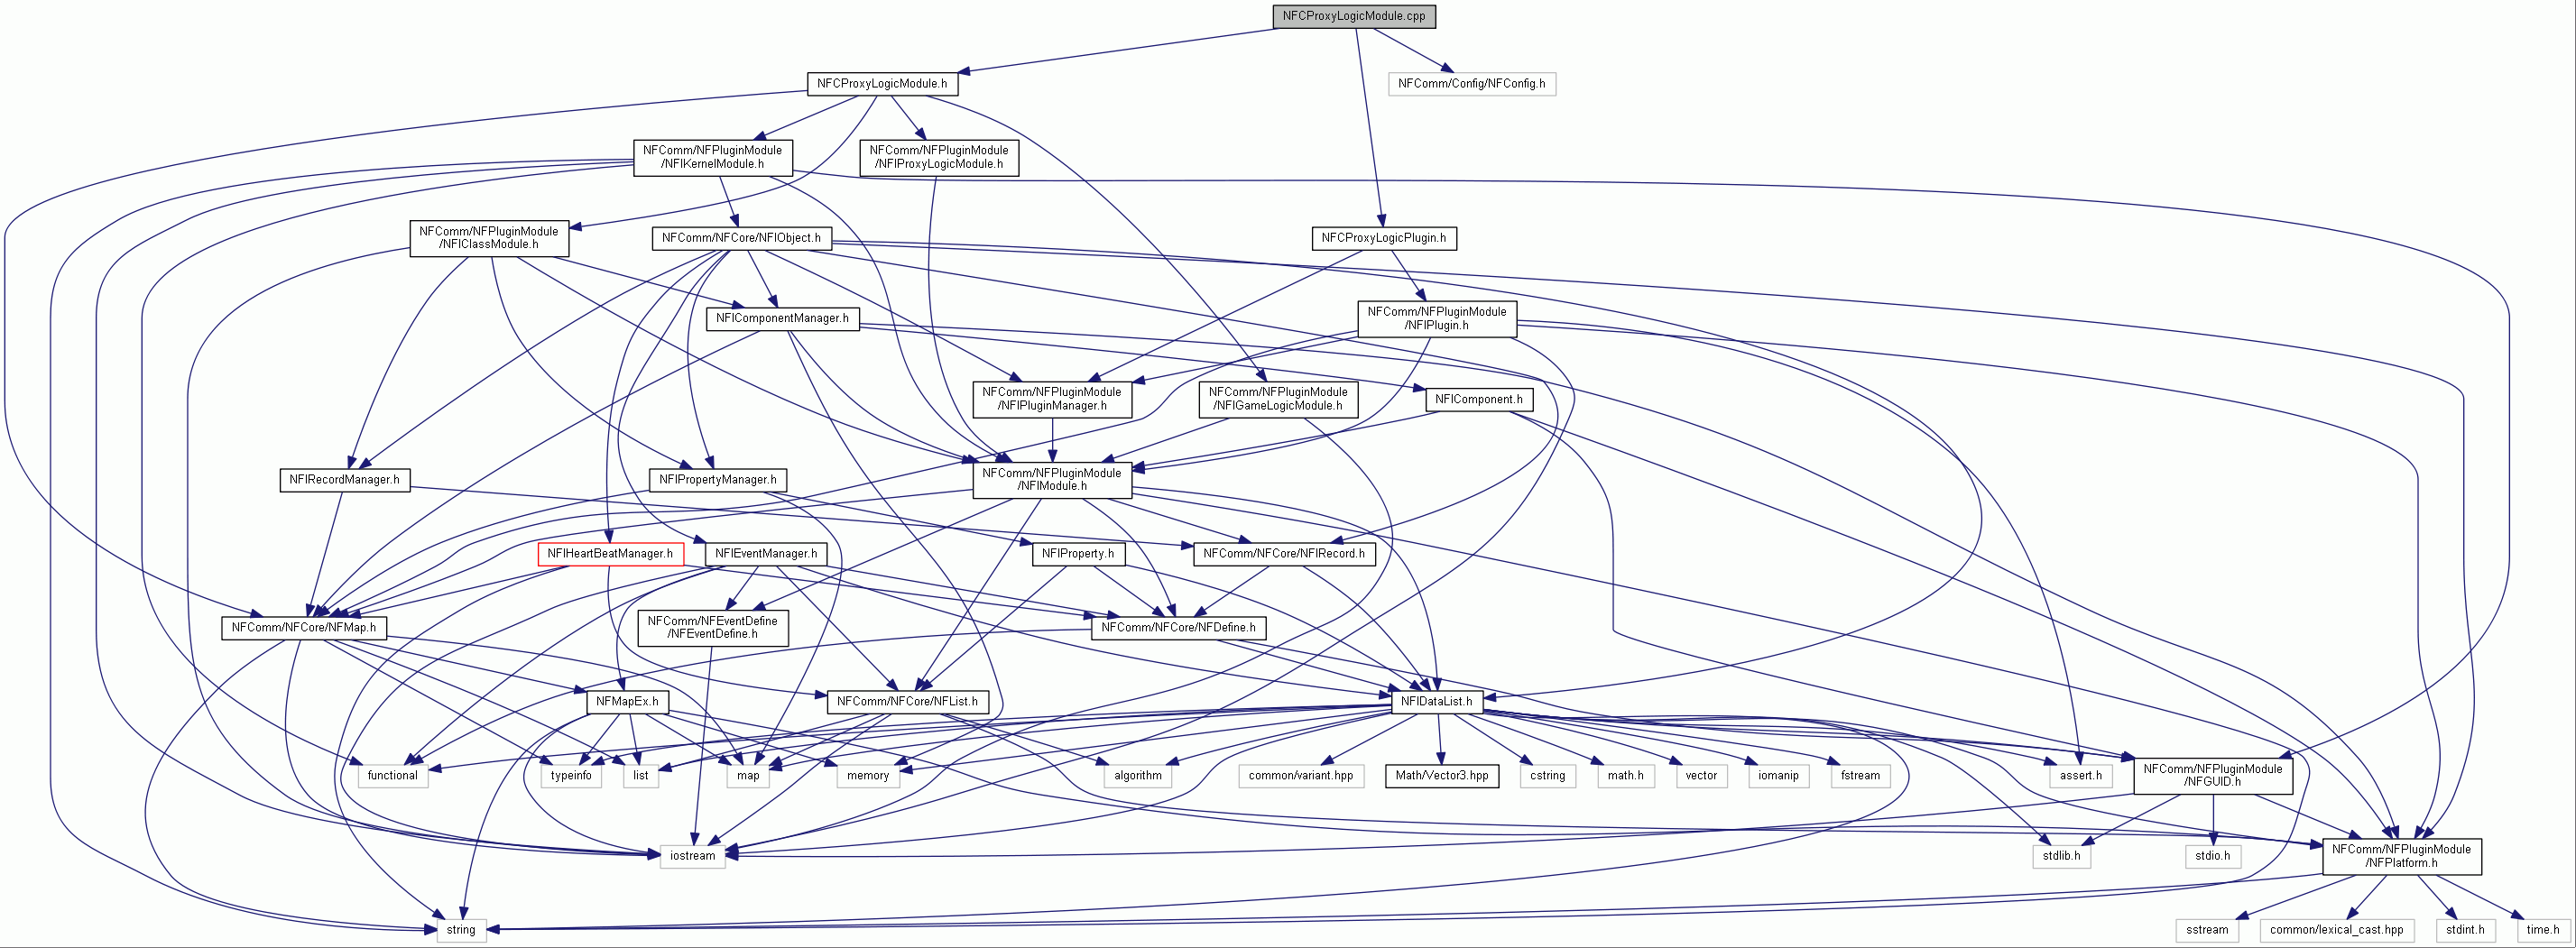 NFCProxyLogicModule.cpp
NFCProxyLogicModule.h
NFComm/Config/NFConfig.h
NFComm/NFPluginModule
/NFIKernelModule.h
NFComm/NFPluginModule
/NFIProxyLogicModule.h
NFComm/NFPluginModule
/NFIClassModule.h
NFComm/NFCore/NFIObject.h
NFCProxyLogicPlugin.h
NFIComponentManager.h
NFComm/NFPluginModule
/NFIPlugin.h
NFComm/NFPluginModule
/NFIPluginManager.h
NFComm/NFPluginModule
/NFIGameLogicModule.h
NFIComponent.h
NFIRecordManager.h
NFIPropertyManager.h
NFComm/NFPluginModule
/NFIModule.h
NFIHeartBeatManager.h
NFIEventManager.h
NFIProperty.h
NFComm/NFCore/NFIRecord.h
NFComm/NFCore/NFMap.h
NFComm/NFEventDefine
/NFEventDefine.h
NFComm/NFCore/NFDefine.h
NFMapEx.h
NFComm/NFCore/NFList.h
NFIDataList.h
functional
typeinfo
list
map
memory
algorithm
common/variant.hpp
Math/Vector3.hpp
cstring
math.h
vector
iomanip
fstream
assert.h
NFComm/NFPluginModule
/NFGUID.h
iostream
stdlib.h
stdio.h
NFComm/NFPluginModule
/NFPlatform.h
string
sstream
common/lexical_cast.hpp
stdint.h
time.h